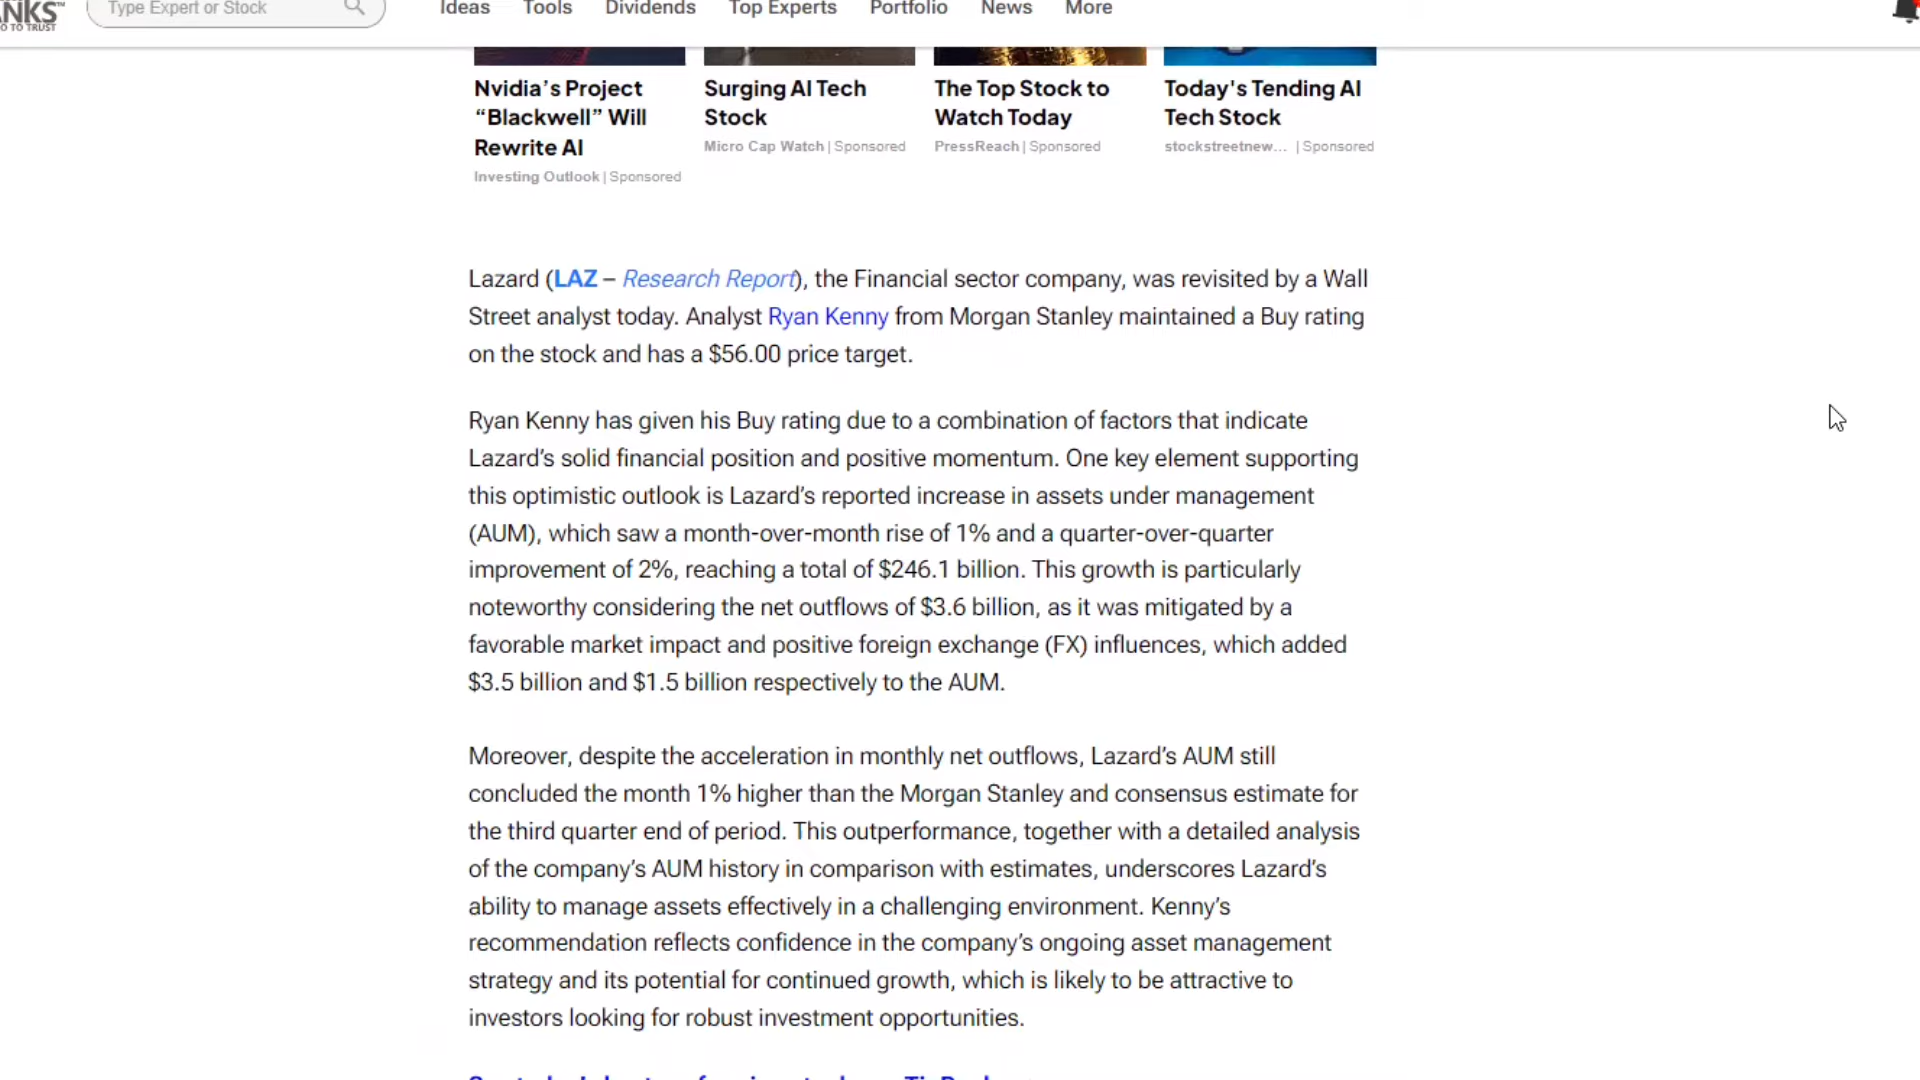 NKS™
O TO TRUST
Type Expert or Stock
Ideas Tools Dividends Top Experts Portfolio News More
Nvidia's Project
“Blackwell” Will
Rewrite AI
Investing Outlook | Sponsored
Surging AI Tech
Stock
Micro Cap Watch | Sponsored
The Top Stock to
Watch Today
PressReach | Sponsored
Today's Tending AI
Tech Stock
stockstreetnew... | Sponsored
Lazard (LAZ – Research Report), the Financial sector company, was revisited by a Wall
Street analyst today. Analyst Ryan Kenny from Morgan Stanley maintained a Buy rating
on the stock and has a $56.00 price target.
Ryan Kenny has given his Buy rating due to a combination of factors that indicate
Lazard’s solid financial position and positive momentum. One key element supporting
this optimistic outlook is Lazard’s reported increase in assets under management
(AUM), which saw a month-over-month rise of 1% and a quarter-over-quarter
improvement of 2%, reaching a total of $246.1 billion. This growth is particularly
noteworthy considering the net outflows of $3.6 billion, as it was mitigated by a
favorable market impact and positive foreign exchange (FX) influences, which added
$3.5 billion and $1.5 billion respectively to the AUM.
Moreover, despite the acceleration in monthly net outflows, Lazard’s AUM still
concluded the month 1% higher than the Morgan Stanley and consensus estimate for
the third quarter end of period. This outperformance, together with a detailed analysis
of the company’s AUM history in comparison with estimates, underscores Lazard’s
ability to manage assets effectively in a challenging environment. Kenny’s
recommendation reflects confidence in the company’s ongoing asset management
strategy and its potential for continued growth, which is likely to be attractive to
investors looking for robust investment opportunities.